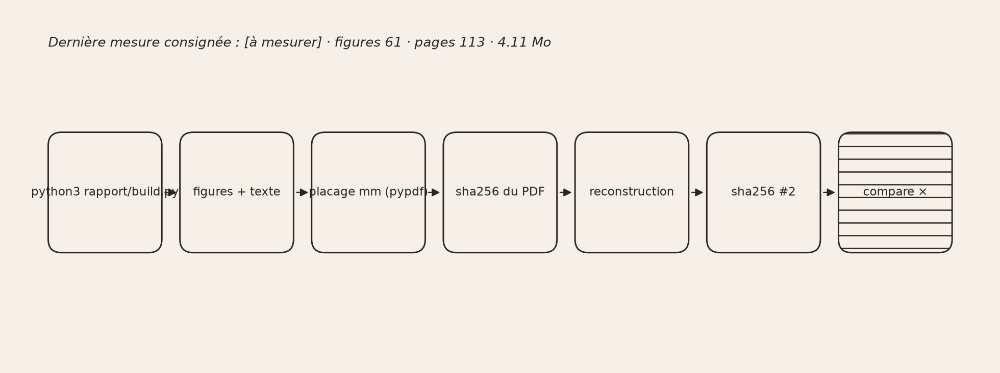 Dernière mesure consignée : [à mesurer] · figures 61 · pages 113 · 4.11 Mo
python3 rapport/build.py
figures + texte
placage mm (pypdf)
sha256 du PDF
reconstruction
sha256 #2
compare ×